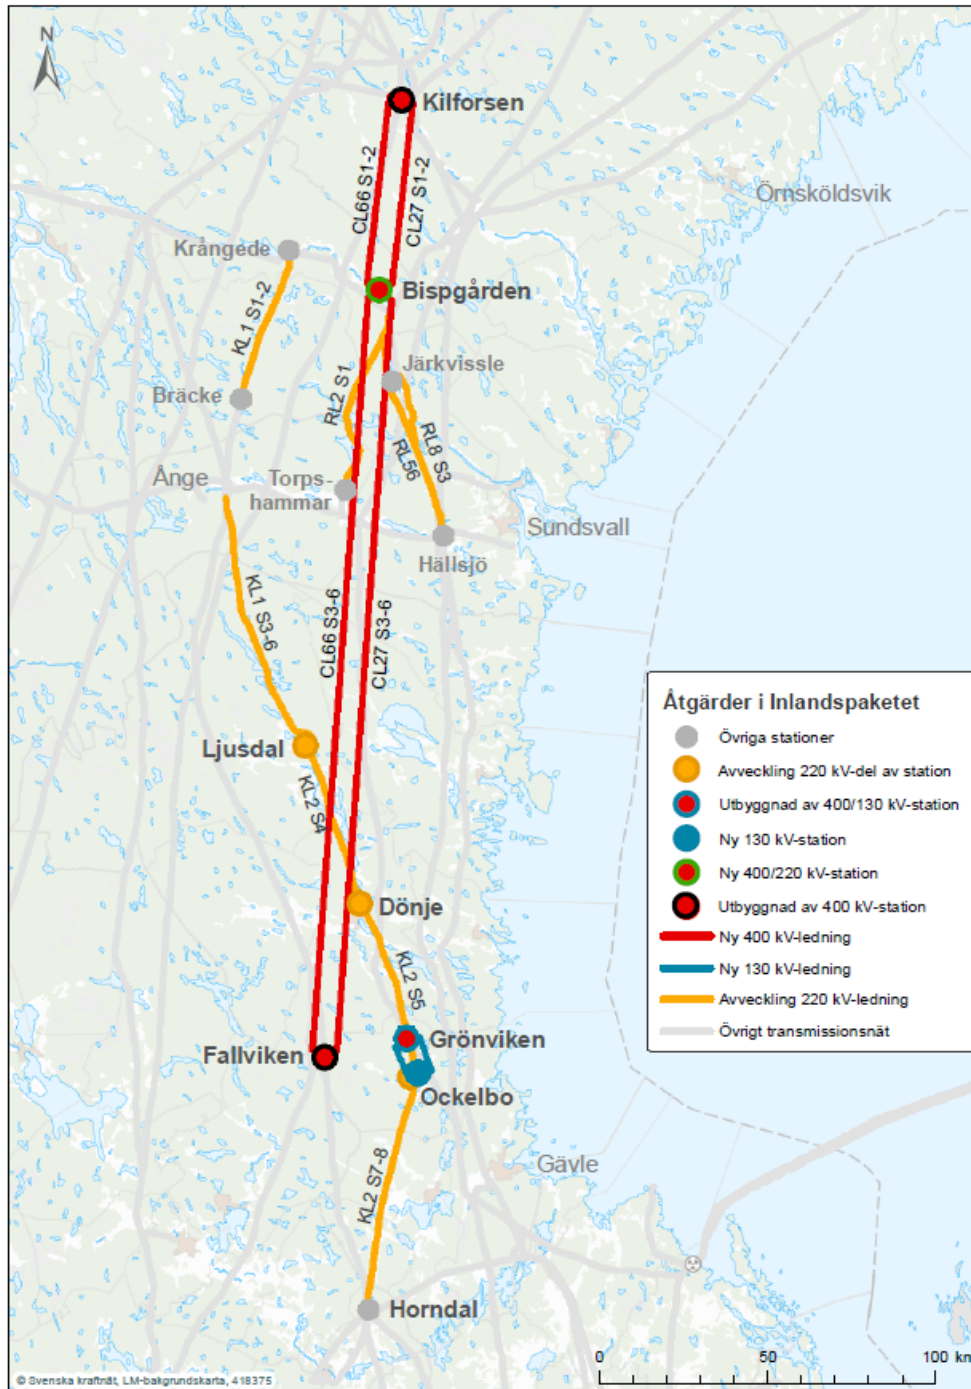 N
Kilforsen
CL66 S1-2
CL27 S1-2
Örnsköldsvik
Krångede
KL1 S1-2
Bispgården
Järkvissle
Bräcke
RL2 S1
RL8 S3
RL56
Ånge
Torps-
hammar
Sundsvall
Hällsjö
KL1 S3-6
CL66 S3-6
CL27 S3-6
Ljusdal
KL2 S4
Dönje
KL2 S5
Grönviken
Fallviken
Ockelbo
Gävle
KL2 S7-8
Horndal
Åtgärder i Inlandspaketet
Övriga stationer
Avveckling 220 kV-del av station
Utbyggnad av 400/130 kV-station
Ny 130 kV-station
Ny 400/220 kV-station
Utbyggnad av 400 kV-station
Ny 400 kV-ledning
Ny 130 kV-ledning
Avveckling 220 kV-ledning
Övrigt transmissionsnät
0 50 100 km
© Svenska kraftnät, LM-bakgrundskarta, 418375